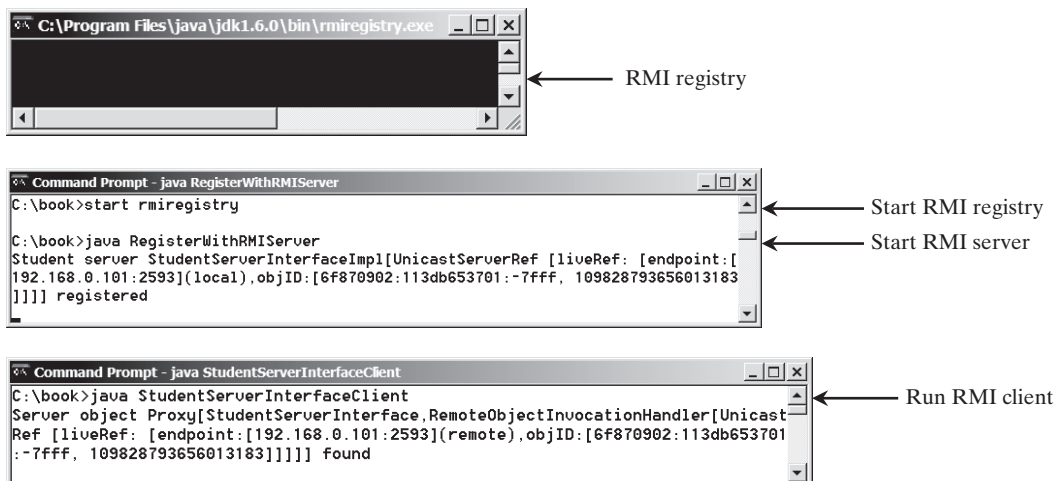 C:\Program Files\java\jdk1.6.0\bin\rmiregistry.exe
RMI registry
Command Prompt - java RegisterWithRMIServer
C:\book>start rmiregistry
Start RMI registry
C:\book>java RegisterWithRMIServer
Start RMI server
Student server StudentServerInterfaceImpl[UnicastServerRef [liveRef: [endpoint:[
192.168.0.101:2593](local),objID:[6f870902:113db653701:-7fff, 109828793656013183
]]]] registered
Command Prompt - java StudentServerInterfaceClient
C:\book>java StudentServerInterfaceClient
Run RMI client
Server object Proxy[StudentServerInterface,RemoteObjectInvocationHandler[Unicast
Ref [liveRef: [endpoint:[192.168.0.101:2593](remote),objID:[6f870902:113db653701
:-7fff, 109828793656013183]]]]] found